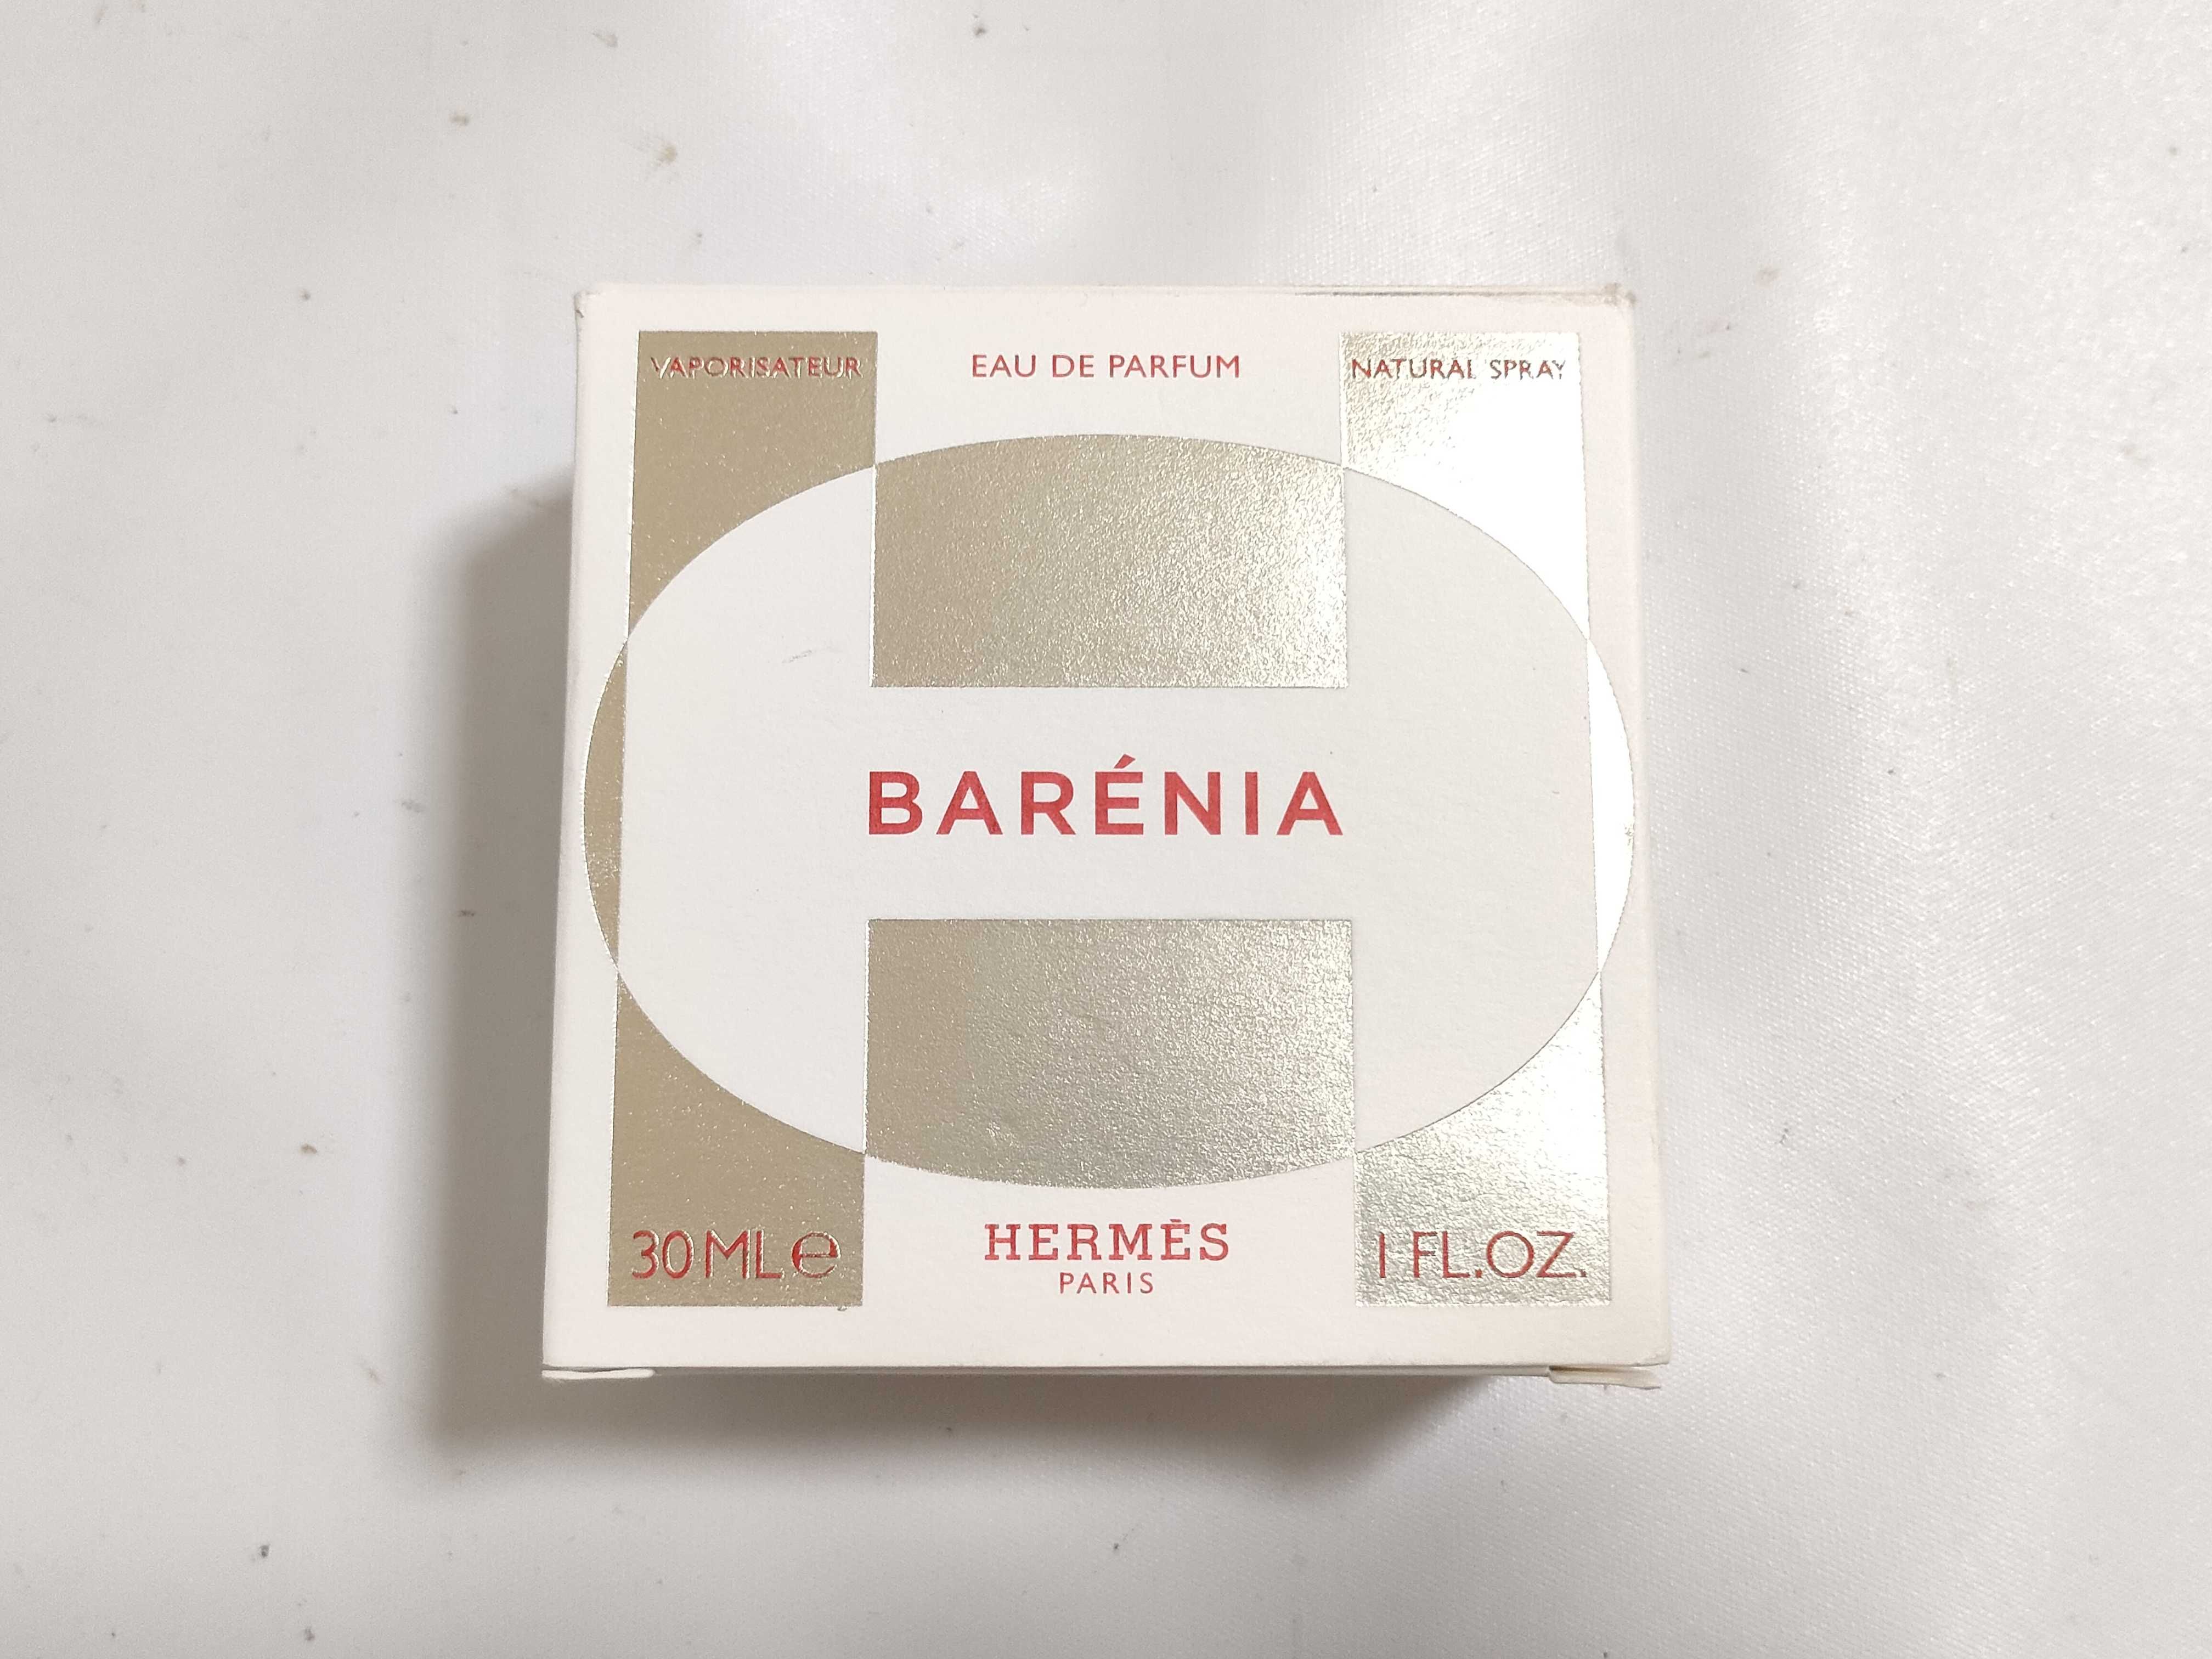 VAPORISATEUR
EAU DE PARFUM
NATURAL SPRAY
BARÉNIA
30 ML ℮
HERMÈS
PARIS
1 FL.OZ.